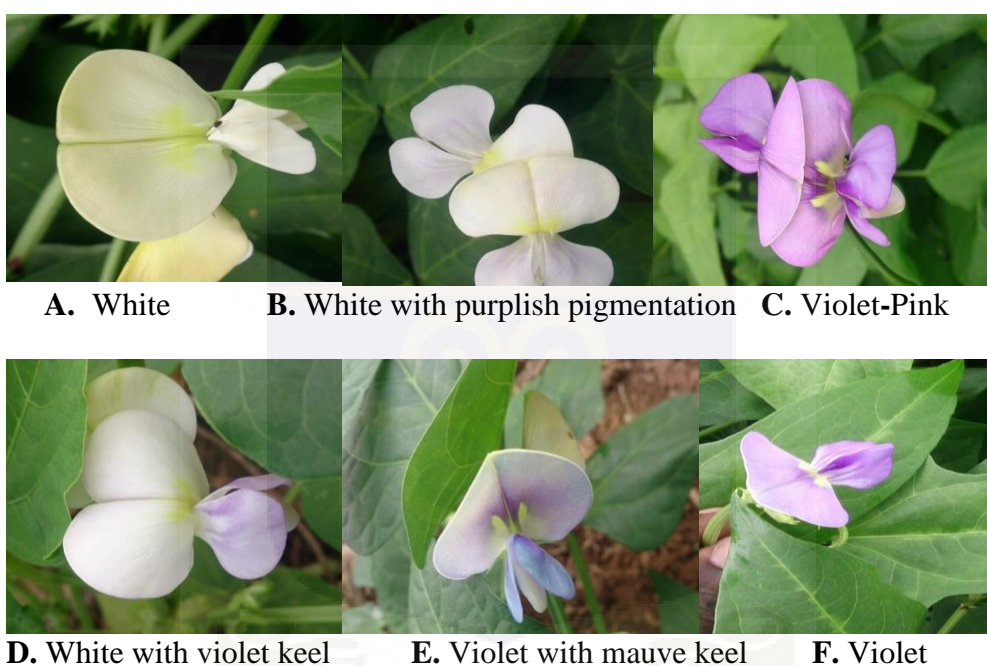 A. White B. White with purplish pigmentation C. Violet-Pink
D. White with violet keel E. Violet with mauve keel F. Violet